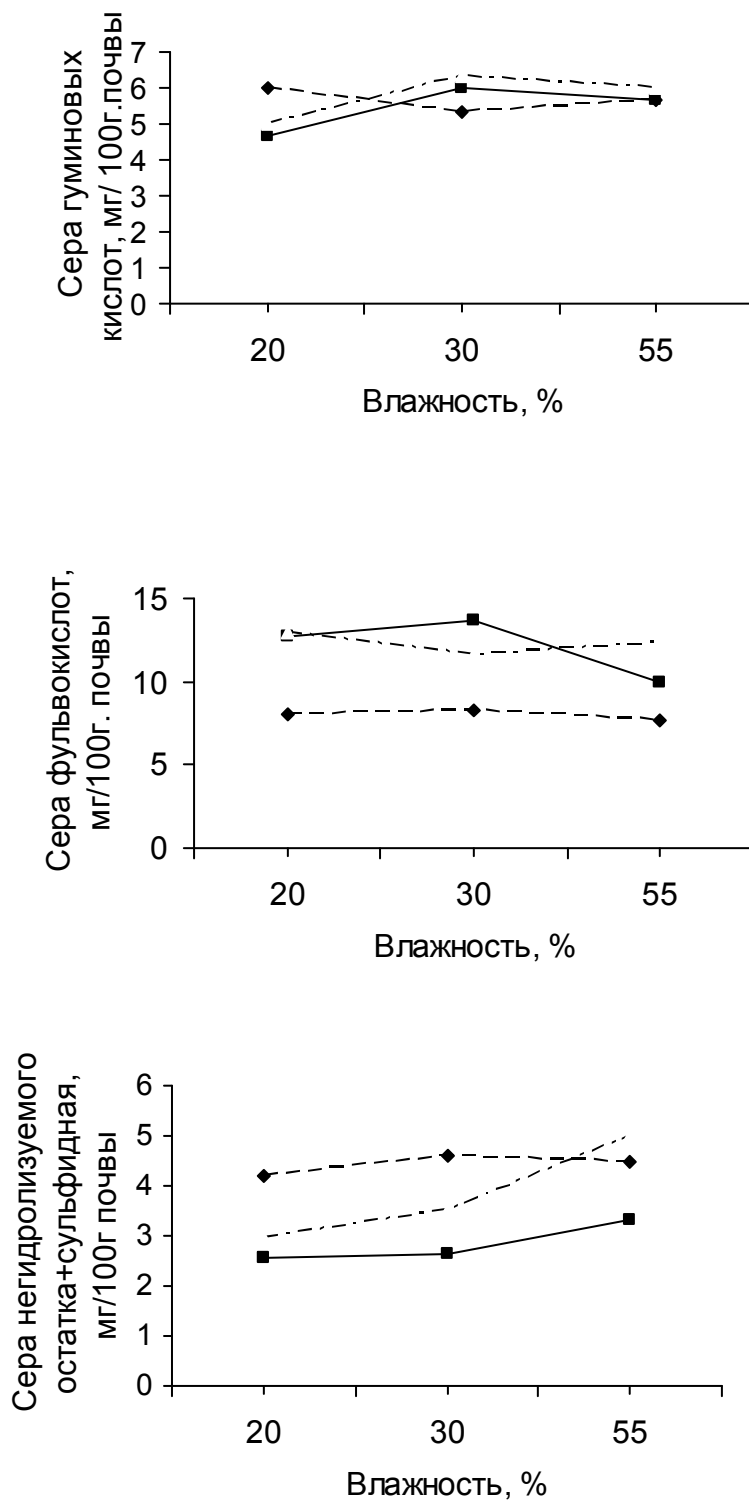 Сера гуминовых
кислот, мг/ 100г.почвы
7
6
5
4
3
2
1
0
20 30 55
Влажность, %
Сера фульвокислот,
мг/100г. почвы
15
10
5
0
20 30 55
Влажность, %
Сера негидролизуемого
остатка+сульфидная,
мг/100г почвы
6
5
4
3
2
1
0
20 30 55
Влажность, %